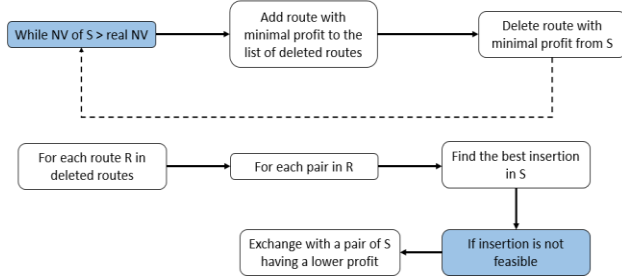 While NV of S > real NV
Add route with
minimal profit to the
list of deleted routes
Delete route with
minimal profit from S
For each route R in
deleted routes
For each pair in R
Find the best insertion
in S
If insertion is not
feasible
Exchange with a pair of S
having a lower profit